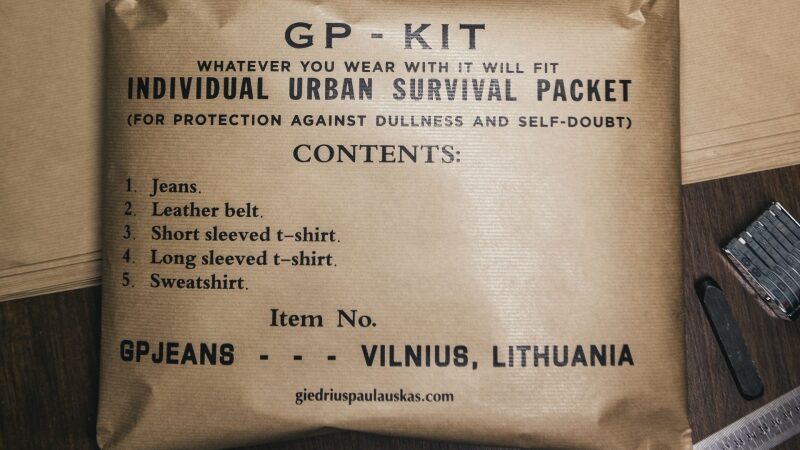 GP - KIT
WHATEVER YOU WEAR WITH IT WILL FIT
INDIVIDUAL URBAN SURVIVAL PACKET
(FOR PROTECTION AGAINST DULLNESS AND SELF-DOUBT)
CONTENTS:
1. Jeans.
2. Leather belt.
3. Short sleeved t-shirt.
4. Long sleeved t-shirt.
5. Sweatshirt.
Item No.
GPJEANS - - - VILNIUS, LITHUANIA
giedriuspaulauskas.com